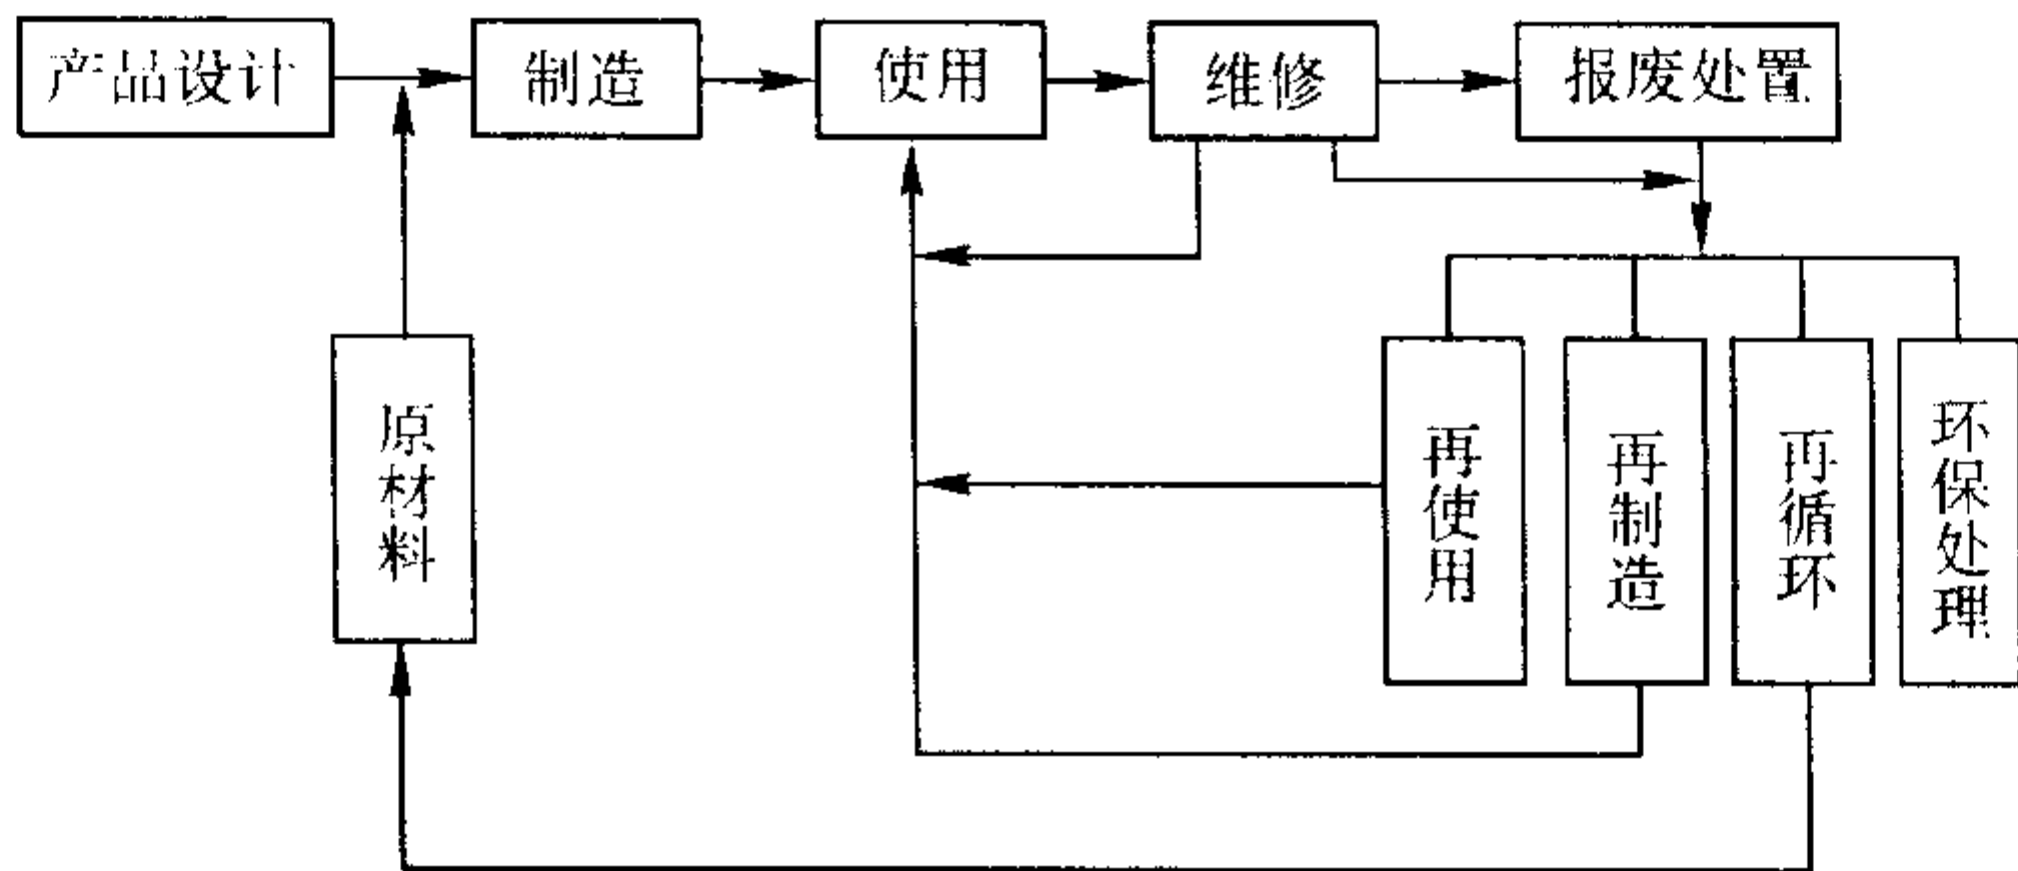 产品设计
制造
使用
维修
报废处置
原材料
再使用
再制造
再循环
环保处理